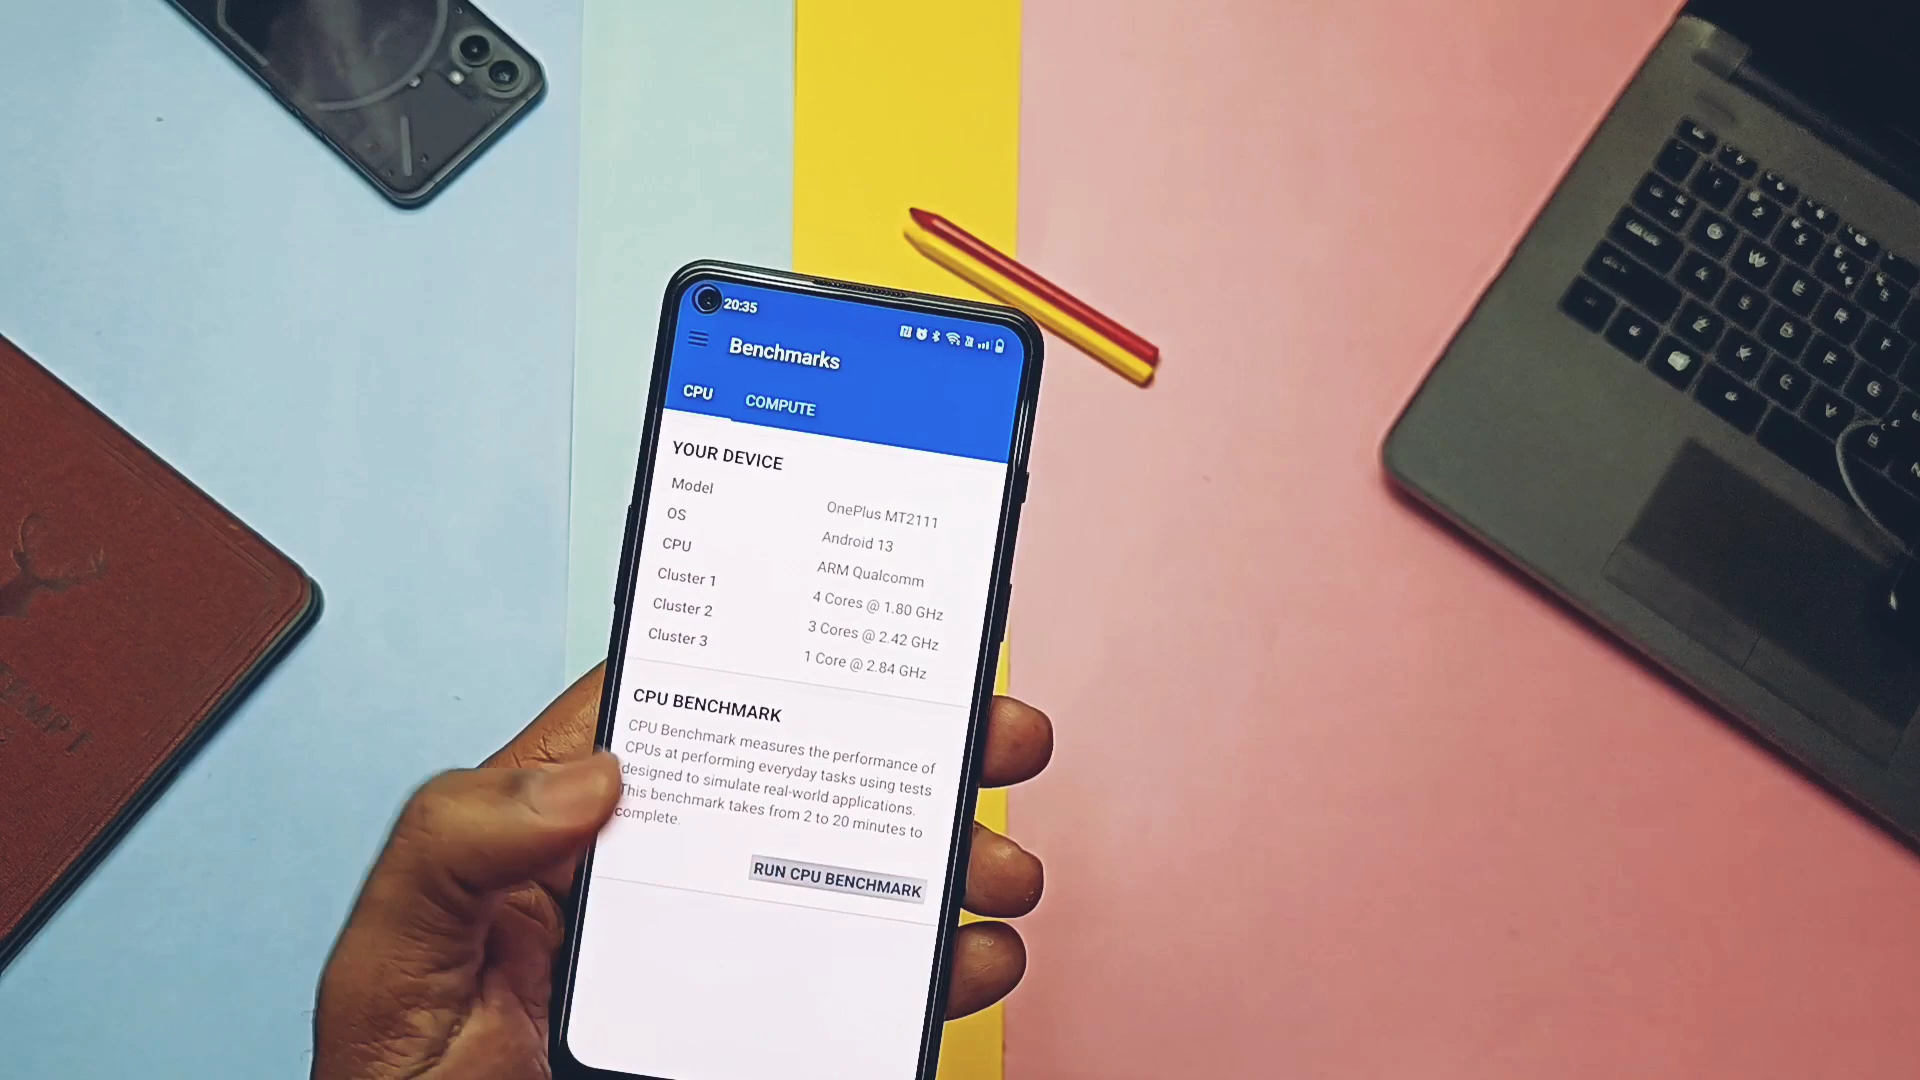 20:35
Benchmarks
CPU COMPUTE
YOUR DEVICE
Model OnePlus MT2111
OS Android 13
CPU ARM Qualcomm
Cluster 1 4 Cores @ 1.80 GHz
Cluster 2 3 Cores @ 2.42 GHz
Cluster 3 1 Core @ 2.84 GHz
CPU BENCHMARK
CPU Benchmark measures the performance of
CPUs at performing everyday tasks using tests
designed to simulate real-world applications.
This benchmark takes from 2 to 20 minutes to
complete.
RUN CPU BENCHMARK